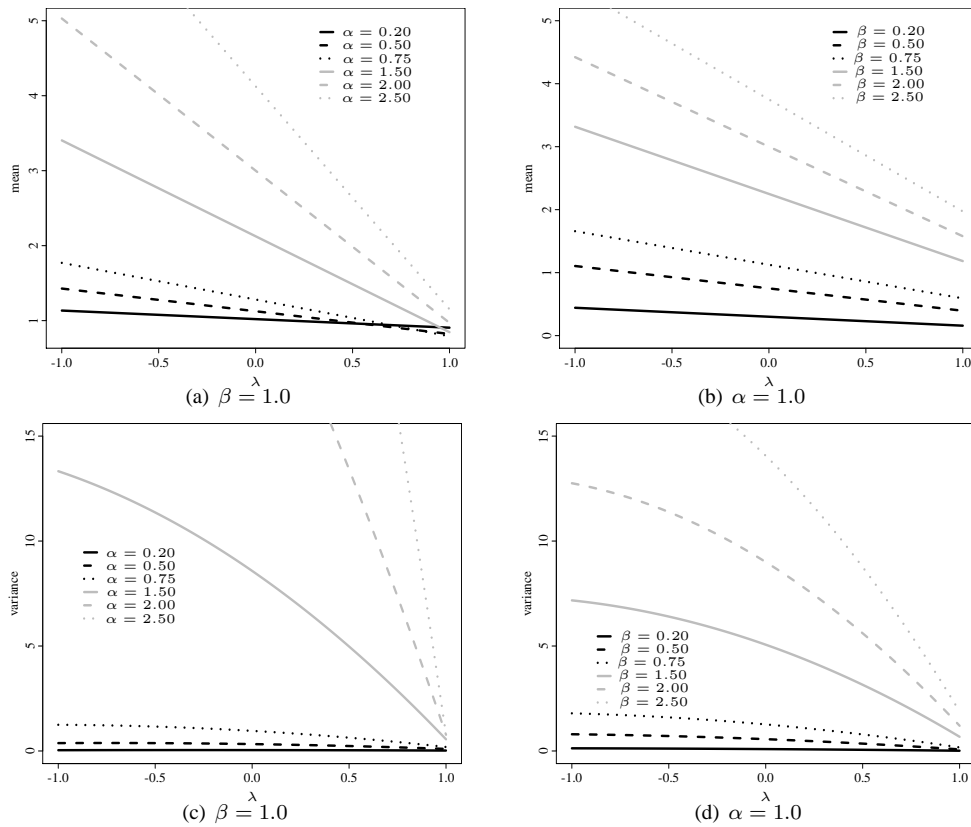 5
4
3
2
1
mean
α = 0.20
α = 0.50
α = 0.75
α = 1.50
α = 2.00
α = 2.50
-1.0 -0.5 0.0 0.5 1.0
λ
(a) β = 1.0
5
4
3
2
1
0
mean
β = 0.20
β = 0.50
β = 0.75
β = 1.50
β = 2.00
β = 2.50
-1.0 -0.5 0.0 0.5 1.0
λ
(b) α = 1.0
15
10
5
0
variance
α = 0.20
α = 0.50
α = 0.75
α = 1.50
α = 2.00
α = 2.50
-1.0 -0.5 0.0 0.5 1.0
λ
(c) β = 1.0
15
10
5
0
variance
β = 0.20
β = 0.50
β = 0.75
β = 1.50
β = 2.00
β = 2.50
-1.0 -0.5 0.0 0.5 1.0
λ
(d) α = 1.0